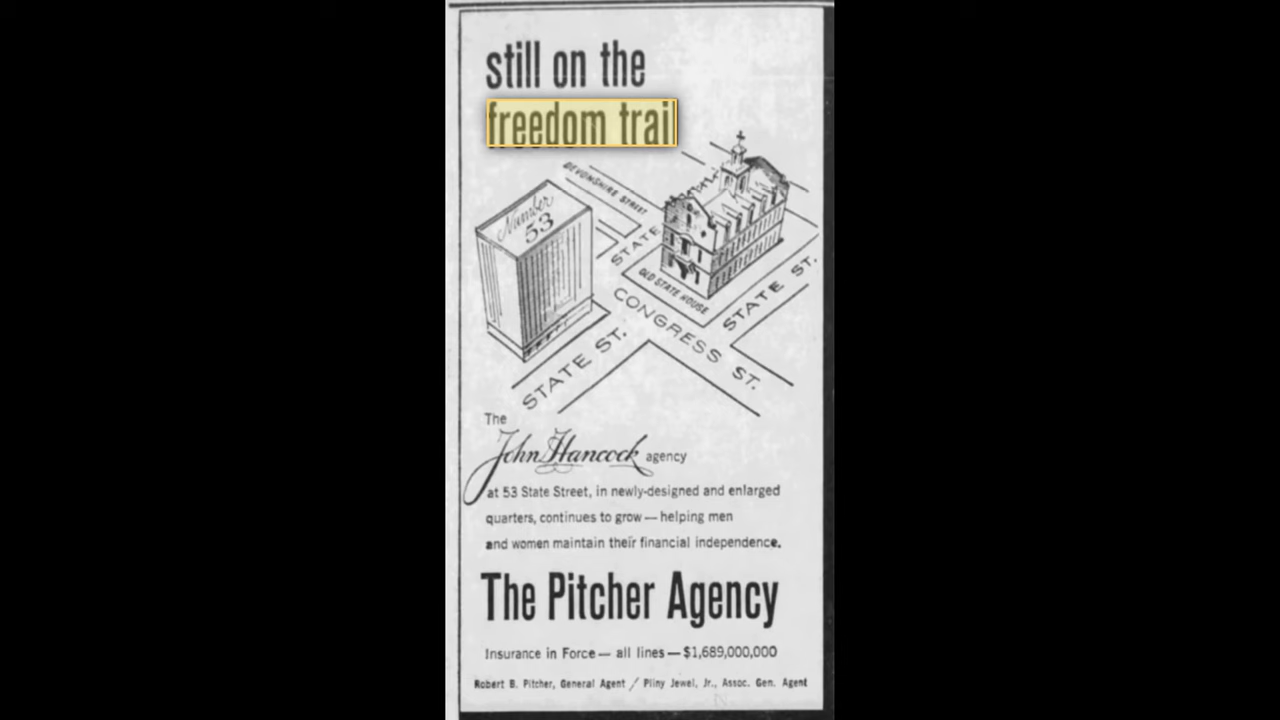 still on the
freedom trail
DEVONSHIRE STREET
Number
53
STATE
OLD STATE HOUSE
STATE ST.
CONGRESS ST.
STATE ST.
The
John Hancock agency
at 53 State Street, in newly-designed and enlarged
quarters, continues to grow — helping men
and women maintain their financial independence.
The Pitcher Agency
Insurance in Force — all lines — $1,689,000,000
Robert B. Pitcher, General Agent / Pliny Jewel, Jr., Assoc. Gen. Agent